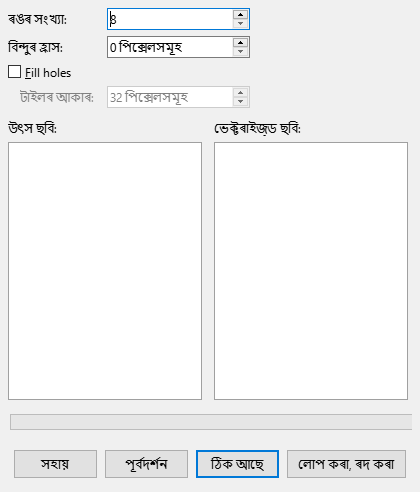 ৰঙৰ সংখ্যা: 8
বিন্দুৰ হ্ৰাস: 0 পিক্সেলসমূহ
Fill holes
টাইলৰ আকাৰ: 32 পিক্সেলসমূহ
উৎস ছবি: ভেক্টৰাইজ়ড ছবি:
সহায় পূৰ্বদৰ্শন ঠিক আছে লোপ কৰা, ৰদ কৰা